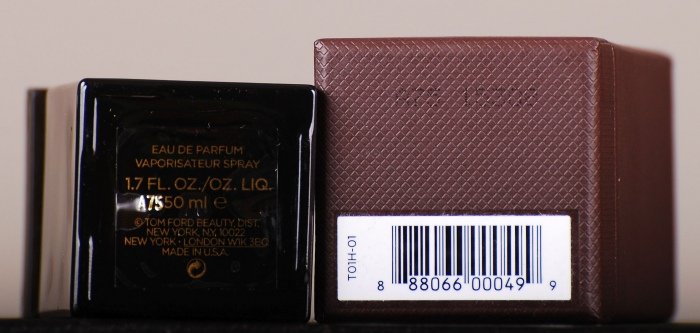 EAU DE PARFUM
VAPORISATEUR SPRAY
1.7 FL. OZ./OZ. LIQ.
A75
50 ml ℮
© TOM FORD BEAUTY, DIST.
NEW YORK, NY, 10022
NEW YORK · LONDON W1K 3BQ
MADE IN U.S.A.
T01H-01
8 88066 00049 9